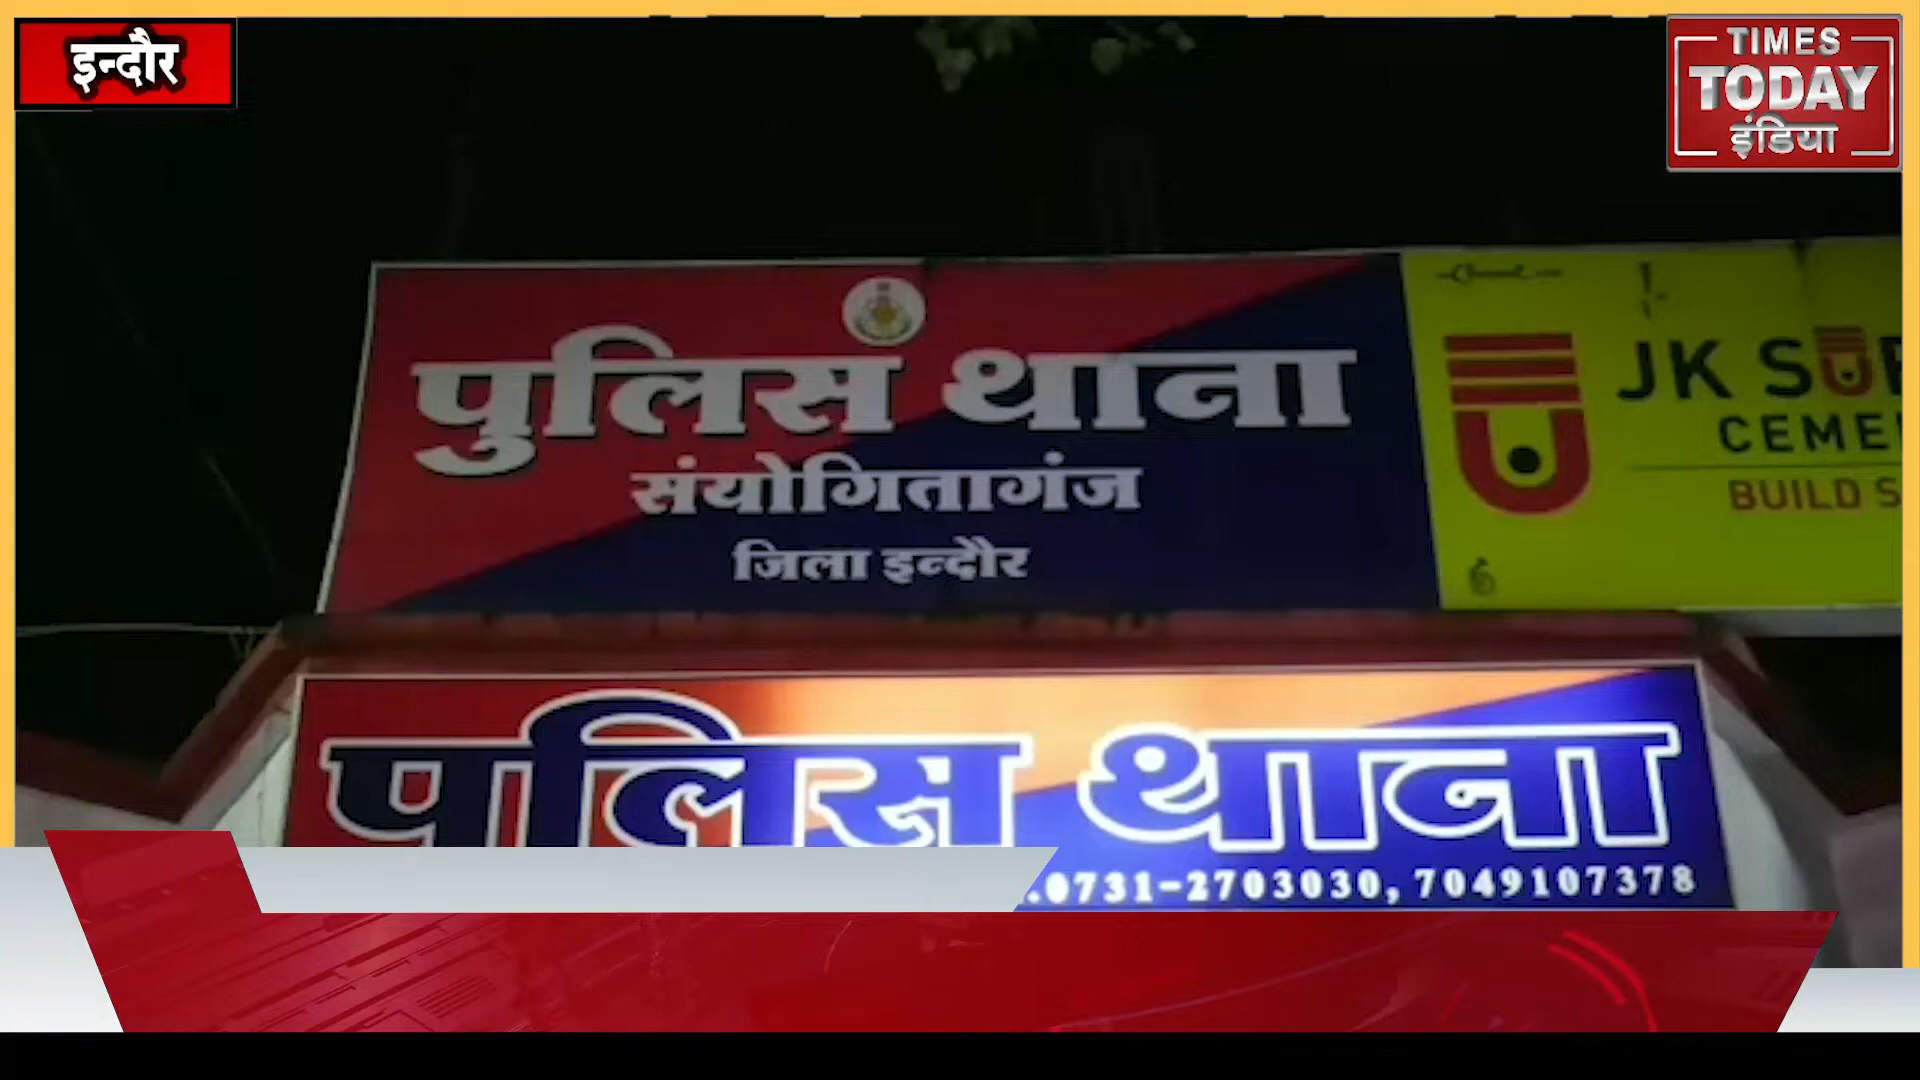 इन्दौर
TIMES
TODAY
इंडिया
पुलिस थाना
संयोगितागंज
जिला इन्दौर
JK
CEME
BUILD
पुलिस थाना
0731-2703030, 7049107378